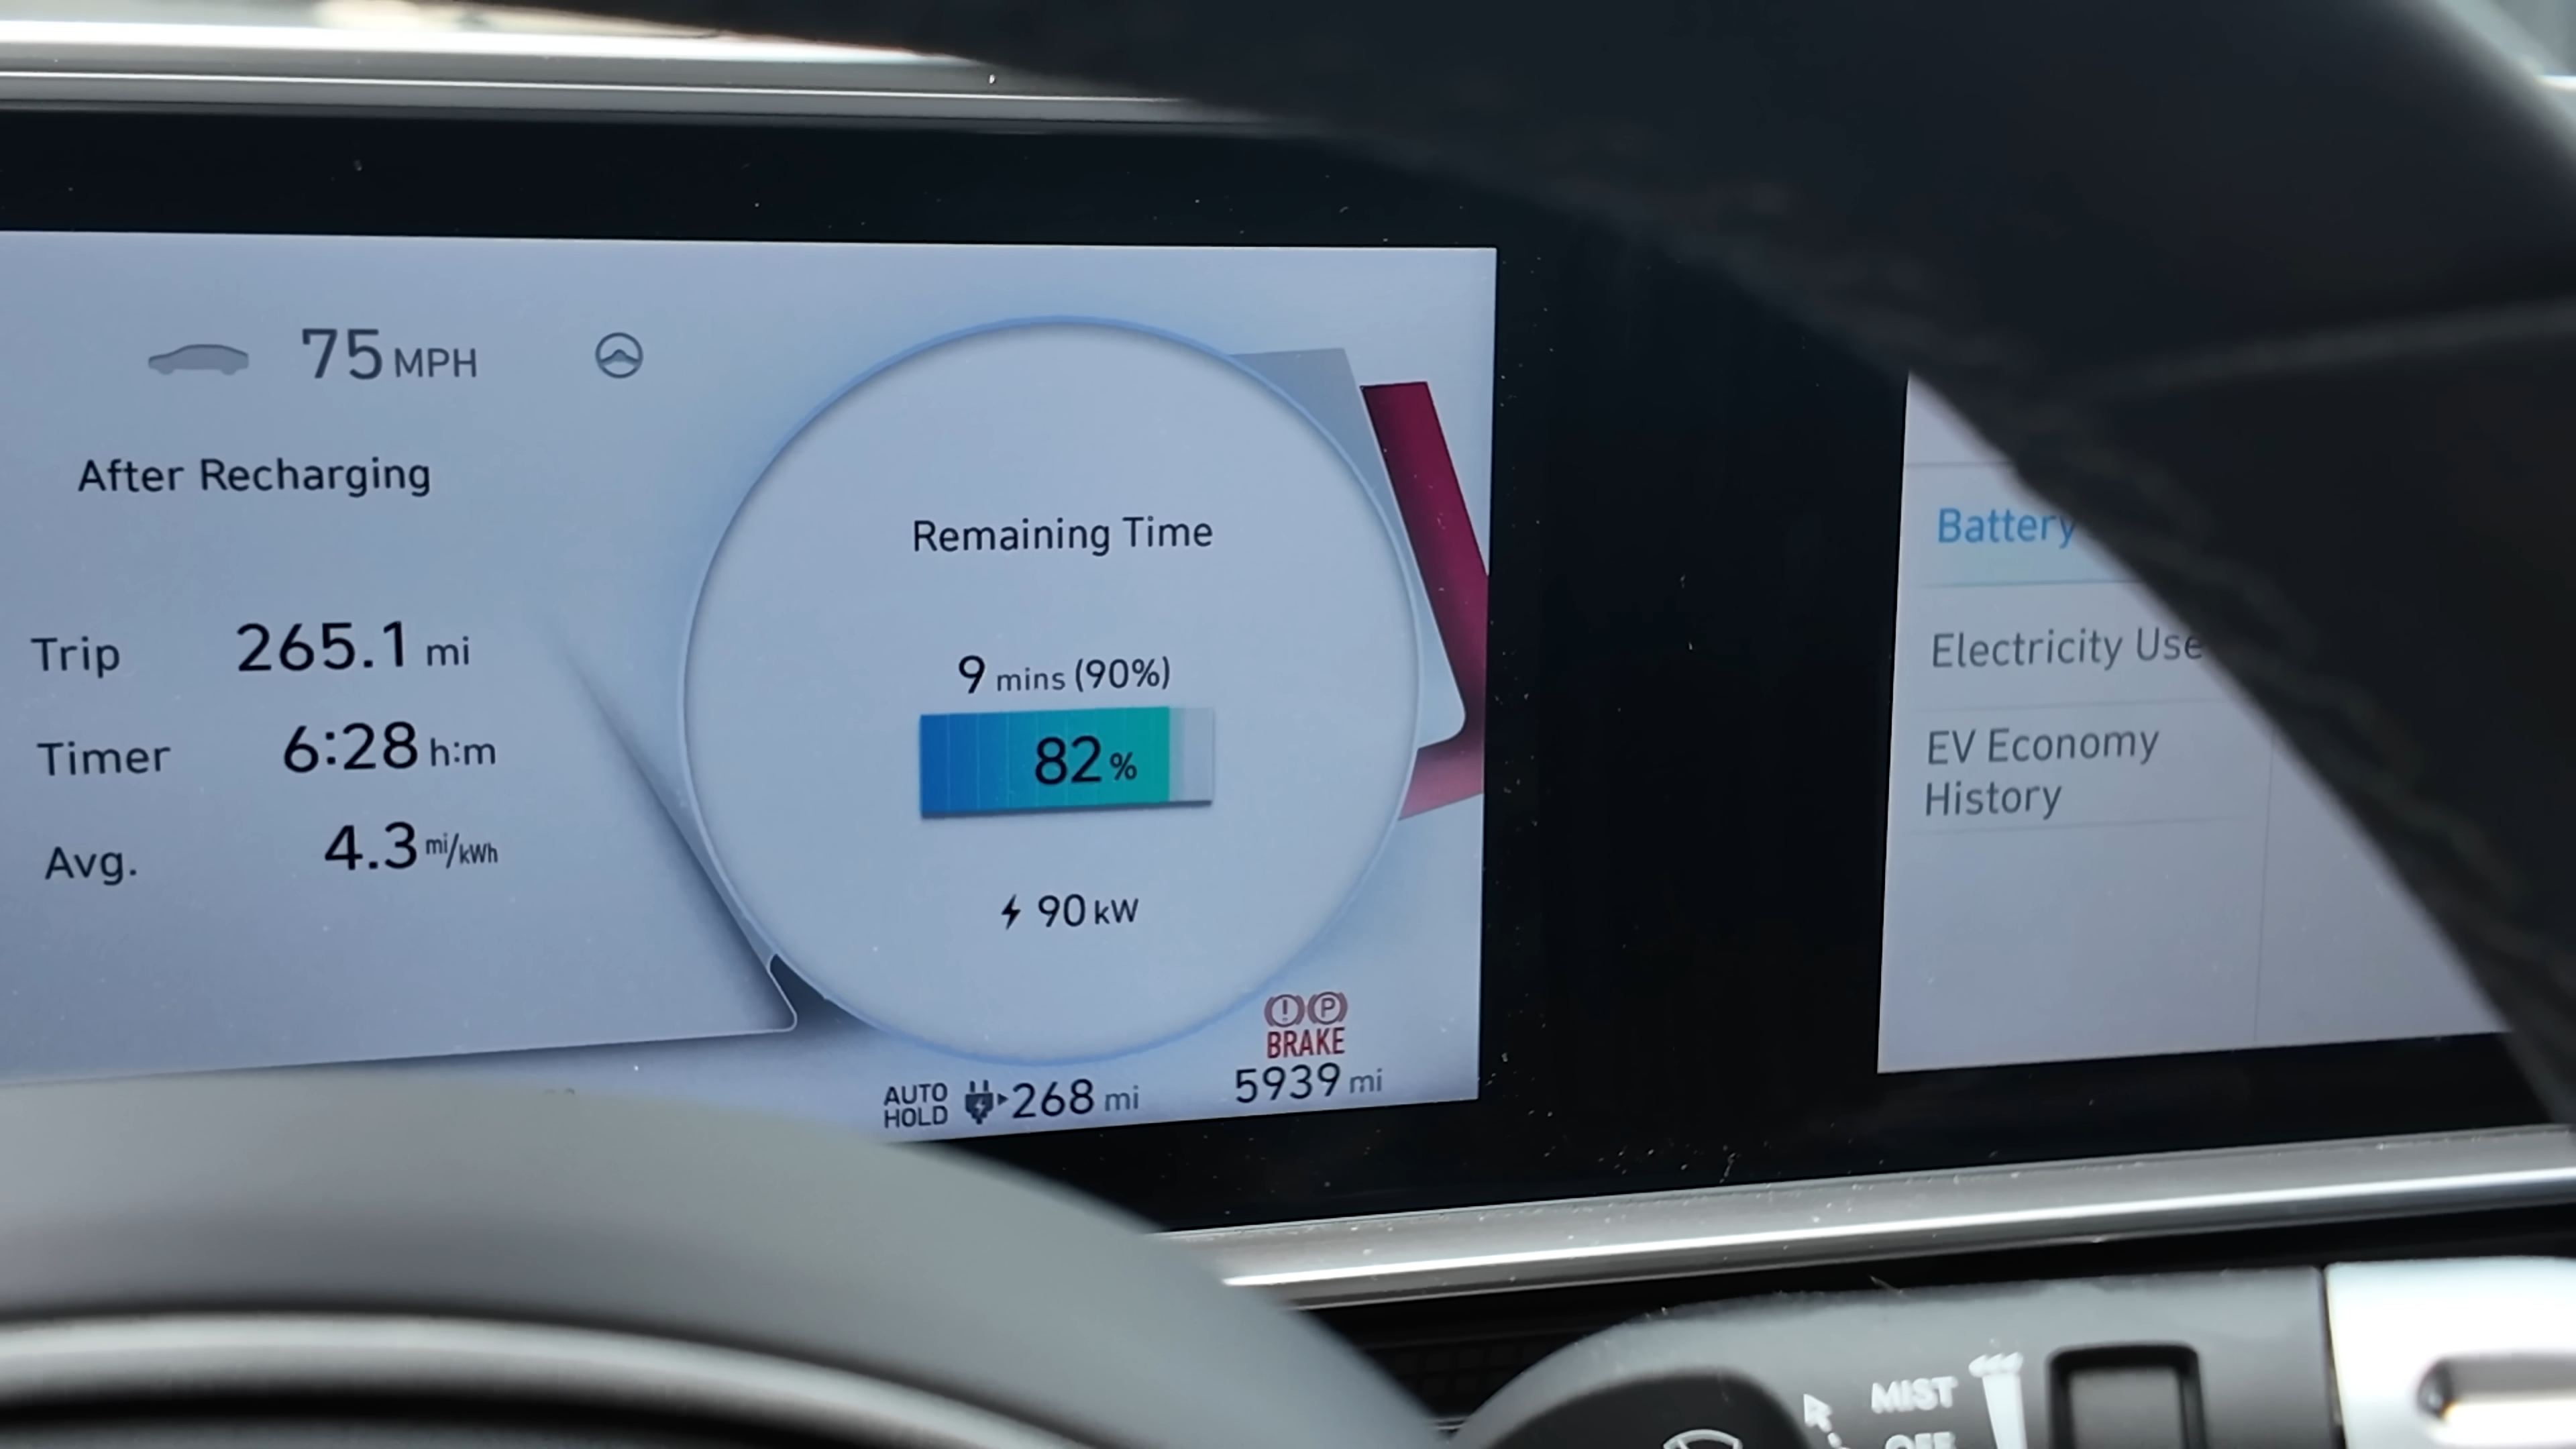 75 MPH
After Recharging
Trip 265.1 mi
Timer 6:28 h:m
Avg. 4.3 mi/kWh
Remaining Time
9 mins (90%)
82 %
90 kW
P
BRAKE
AUTO
HOLD
268 mi
5939 mi
Battery
Electricity Use
EV Economy
History
MIST
OFF